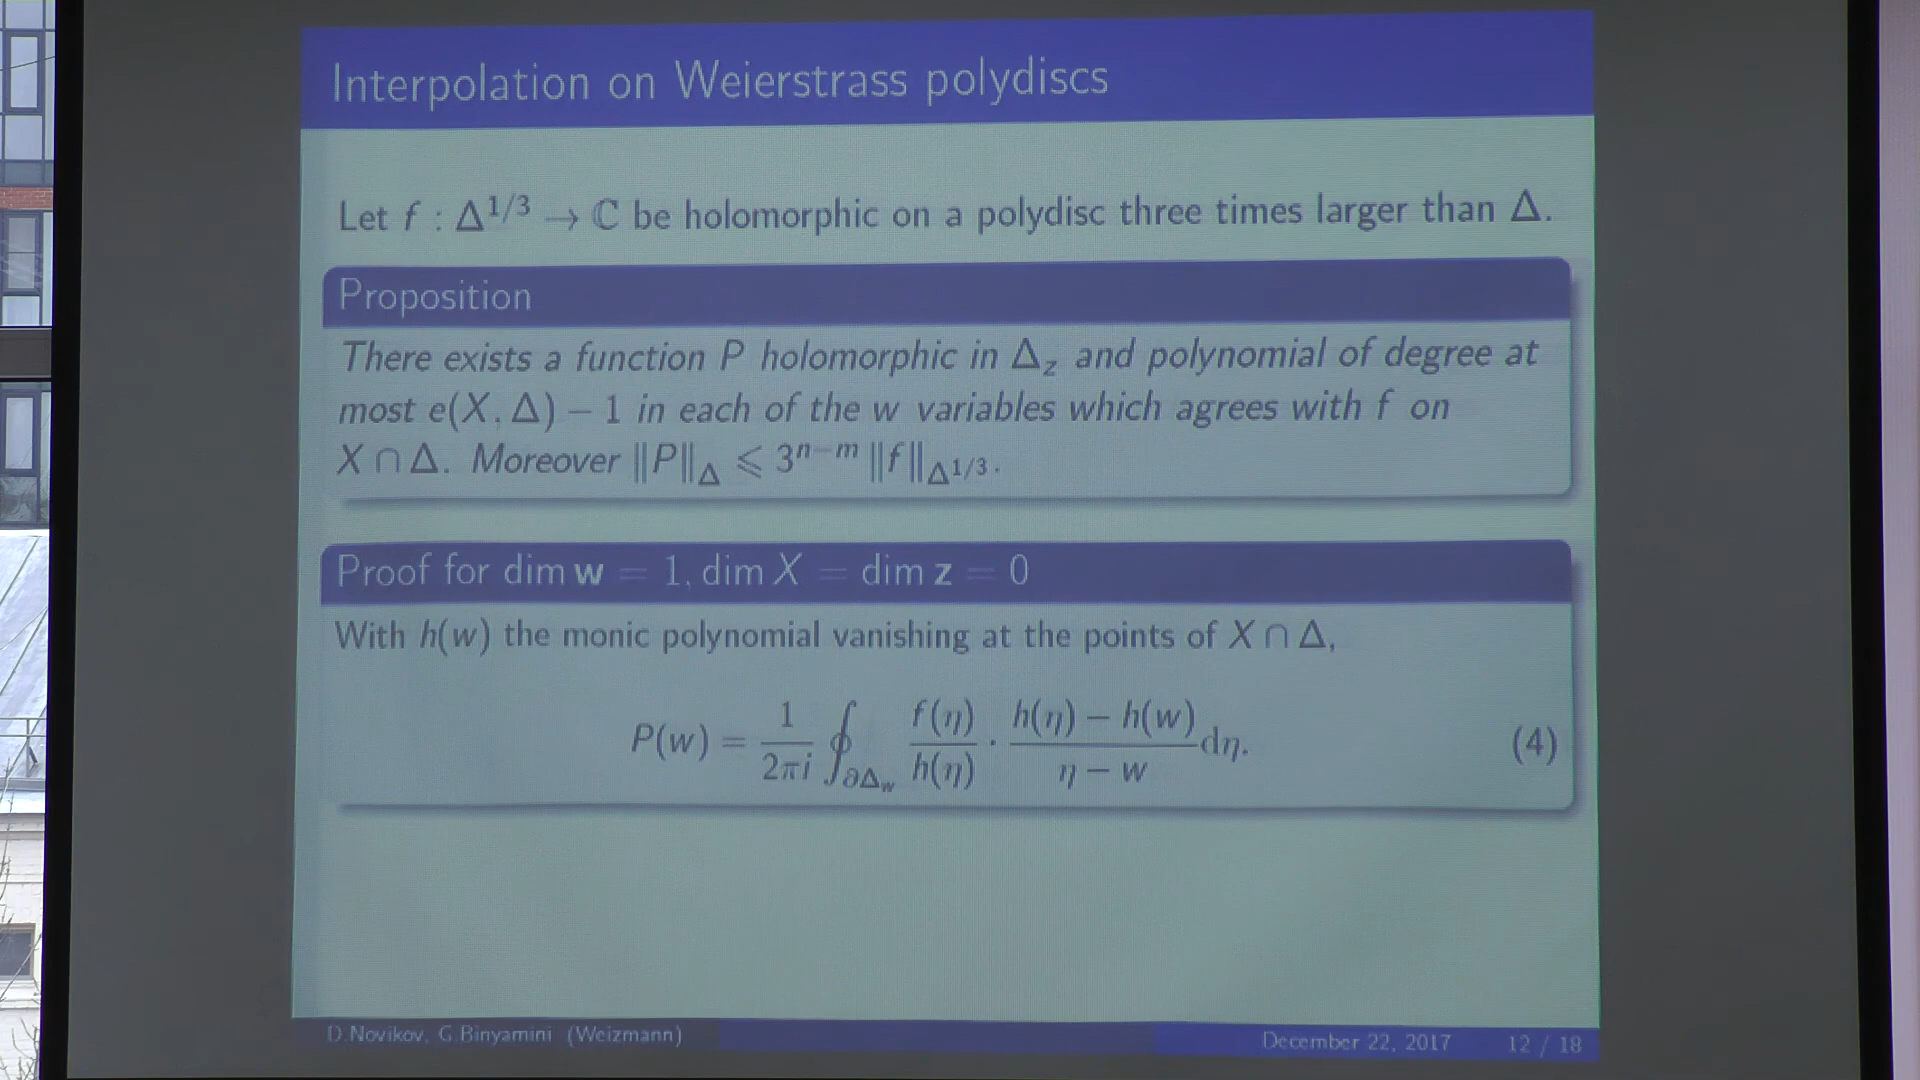 Interpolation on Weierstrass polydiscs
Let f : Δ^{1/3} → ℂ be holomorphic on a polydisc three times larger than Δ.
Proposition
There exists a function P holomorphic in Δ_z and polynomial of degree at
most e(X, Δ) − 1 in each of the w variables which agrees with f on
X ∩ Δ. Moreover ‖P‖_Δ ⩽ 3^{n−m} ‖f‖_{Δ^{1/3}}.
Proof for dim w = 1, dim X = dim z = 0
With h(w) the monic polynomial vanishing at the points of X ∩ Δ,
P(w) = \frac{1}{2πi} ∮_{∂Δ_w} \frac{f(η)}{h(η)} · \frac{h(η) − h(w)}{η − w} dη. (4)
D.Novikov, G.Binyamini (Weizmann) December 22, 2017 12 / 18